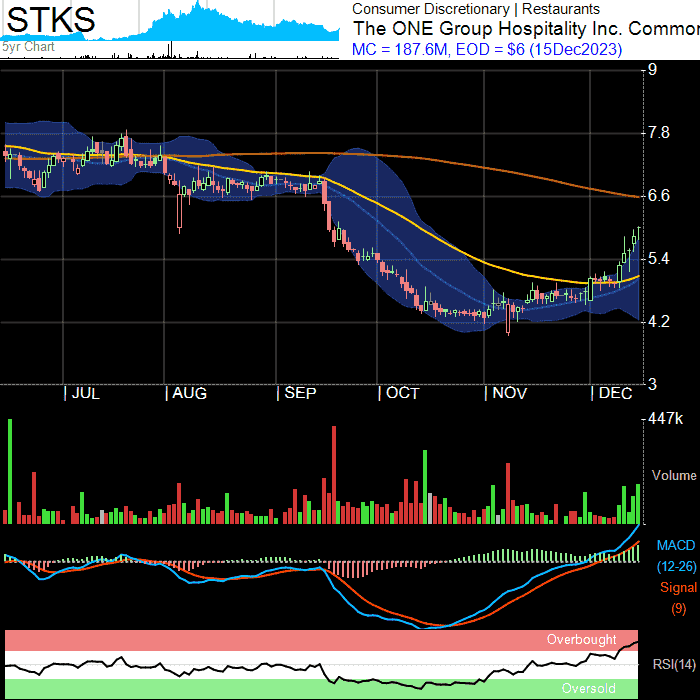 STKS
5yr Chart
Consumer Discretionary | Restaurants
The ONE Group Hospitality Inc. Common
MC = 187.6M, EOD = $6 (15Dec2023)
9
7.8
6.6
5.4
4.2
3
| JUL | AUG | SEP | OCT | NOV | DEC
447k
Volume
MACD
(12-26)
Signal
(9)
Overbought
RSI(14)
Oversold